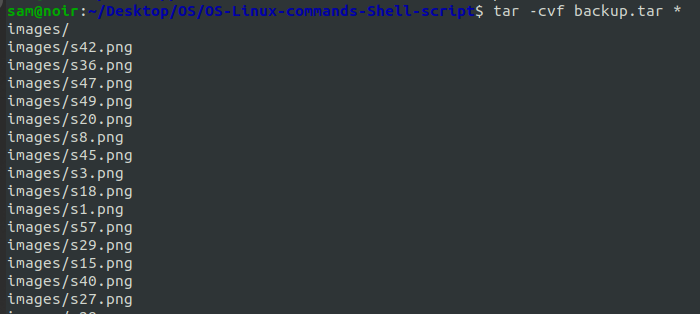 sam@noir:~/Desktop/OS/OS-Linux-commands-Shell-script$ tar -cvf backup.tar *
images/
images/s42.png
images/s36.png
images/s47.png
images/s49.png
images/s20.png
images/s8.png
images/s45.png
images/s3.png
images/s18.png
images/s1.png
images/s57.png
images/s29.png
images/s15.png
images/s40.png
images/s27.png